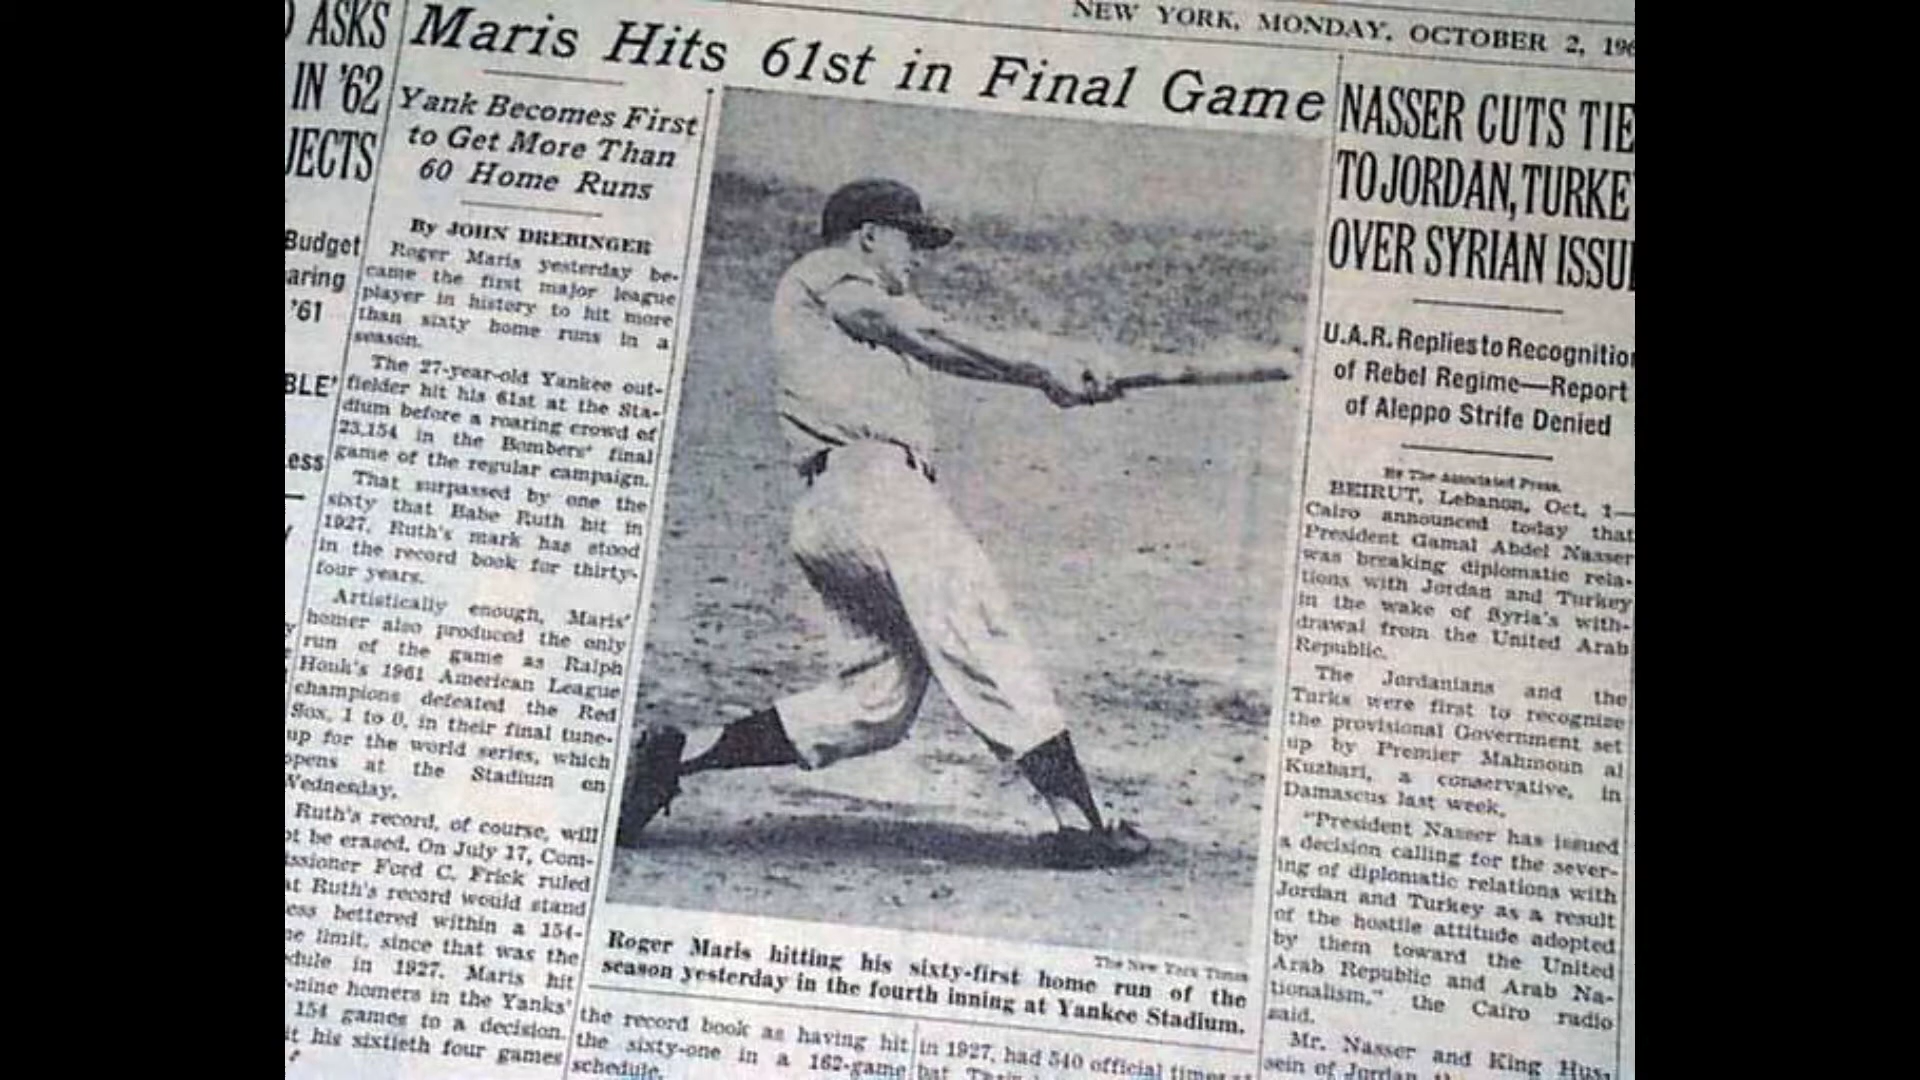 NEW YORK, MONDAY, OCTOBER 2, 196
ASKS
IN '62
JECTS
Budget
aring
'61
BLE'
ess
Maris Hits 61st in Final Game
Yank Becomes First
to Get More Than
60 Home Runs
By JOHN DREBINGER
Roger Maris yesterday be-
came the first major league
player in history to hit more
than sixty home runs in a
season.
The 27-year-old Yankee out-
fielder hit his 61st at the Sta-
dium before a roaring crowd of
23,154 in the Bombers' final
game of the regular campaign.
That surpassed by one the
sixty that Babe Ruth hit in
1927. Ruth's mark has stood
in the record book for thirty-
four years.
Artistically enough, Maris'
homer also produced the only
run of the game as Ralph
Houk's 1961 American League
champions defeated the Red
Sox, 1 to 0, in their final tune-
up for the world series, which
opens at the Stadium on
Wednesday.
Ruth's record, of course, will
ot be erased. On July 17, Com-
issioner Ford C. Frick ruled
at Ruth's record would stand
ess bettered within a 154-
me limit, since that was the
dule in 1927. Maris hit
-nine homers in the Yanks'
154 games to a decision.
it his sixtieth four games
The New York Times
Roger Maris hitting his sixty-first home run of the
season yesterday in the fourth inning at Yankee Stadium.
the record book as having hit
the sixty-one in a 162-game
schedule.
in 1927, had 540 official times at
bat.
NASSER CUTS TIE
TO JORDAN, TURKE
OVER SYRIAN ISSU
U.A.R. Replies to Recognitio
of Rebel Regime—Report
of Aleppo Strife Denied
By The Associated Press.
BEIRUT, Lebanon, Oct. 1—
Cairo announced today that
President Gamal Abdel Nasser
was breaking diplomatic rela-
tions with Jordan and Turkey
in the wake of Syria's with-
drawal from the United Arab
Republic.
The Jordanians and the
Turks were first to recognize
the provisional Government set
up by Premier Mahmoun al
Kuzbari, a conservative, in
Damascus last week.
"President Nasser has issued
a decision calling for the sever-
ing of diplomatic relations with
Jordan and Turkey as a result
of the hostile attitude adopted
by them toward the United
Arab Republic and Arab Na-
tionalism," the Cairo radio
said.
Mr. Nasser and King Hus-
sein of Jordan